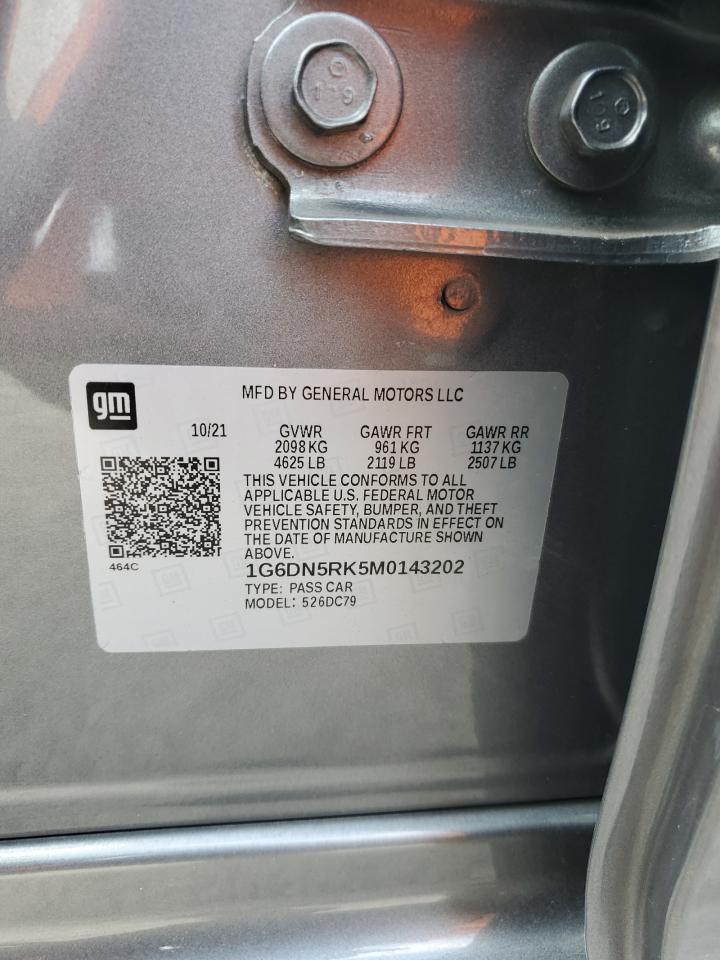 119
109
gm
MFD BY GENERAL MOTORS LLC
10/21 GVWR GAWR FRT GAWR RR
2098 KG 961 KG 1137 KG
4625 LB 2119 LB 2507 LB
THIS VEHICLE CONFORMS TO ALL
APPLICABLE U.S. FEDERAL MOTOR
VEHICLE SAFETY, BUMPER, AND THEFT
PREVENTION STANDARDS IN EFFECT ON
THE DATE OF MANUFACTURE SHOWN
ABOVE.
464C
1G6DN5RK5M0143202
TYPE: PASS CAR
MODEL: 526DC79